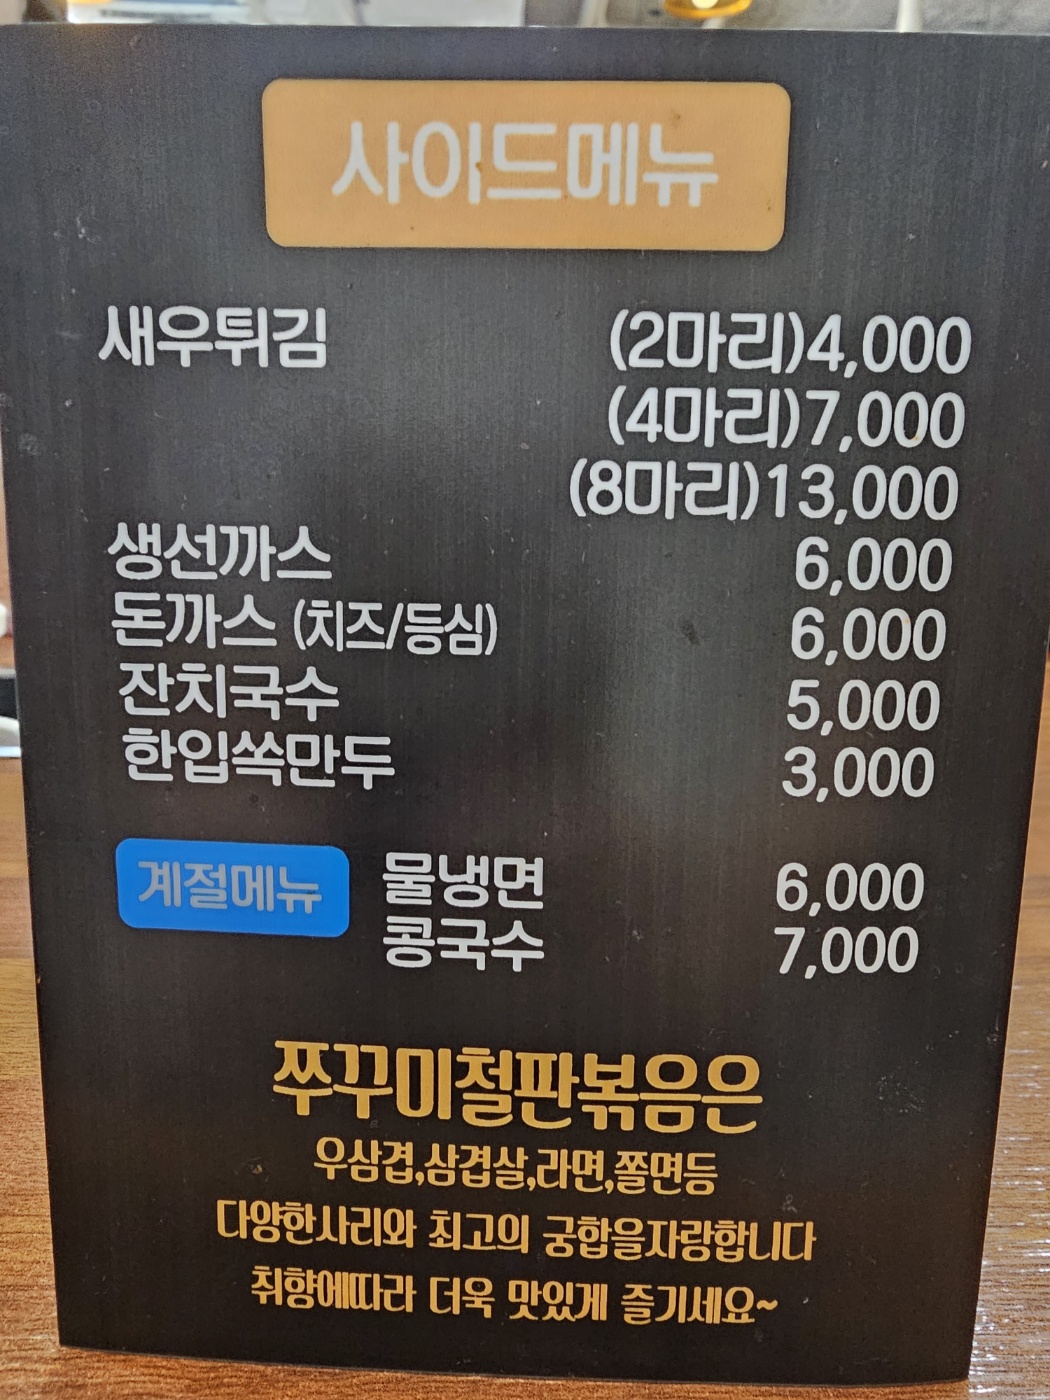 사이드메뉴
새우튀김 (2마리)4,000
(4마리)7,000
(8마리)13,000
생선까스 6,000
돈까스 (치즈/등심) 6,000
잔치국수 5,000
한입쏙만두 3,000
계절메뉴 물냉면 6,000
콩국수 7,000
쭈꾸미철판볶음은
우삼겹,삼겹살,라면,쫄면등
다양한사리와 최고의 궁합을자랑합니다
취향에따라 더욱 맛있게 즐기세요~